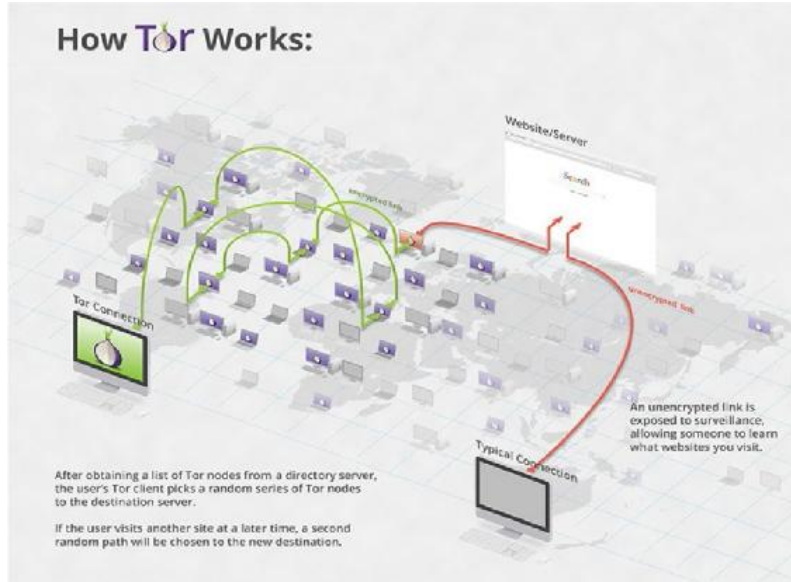 How Tor Works:
Website/Server
Search
encrypted link
unencrypted link
Tor Connection
An unencrypted link is
exposed to surveillance,
allowing someone to learn
what websites you visit.
Typical Connection
After obtaining a list of Tor nodes from a directory server,
the user's Tor client picks a random series of Tor nodes
to the destination server.
If the user visits another site at a later time, a second
random path will be chosen to the new destination.